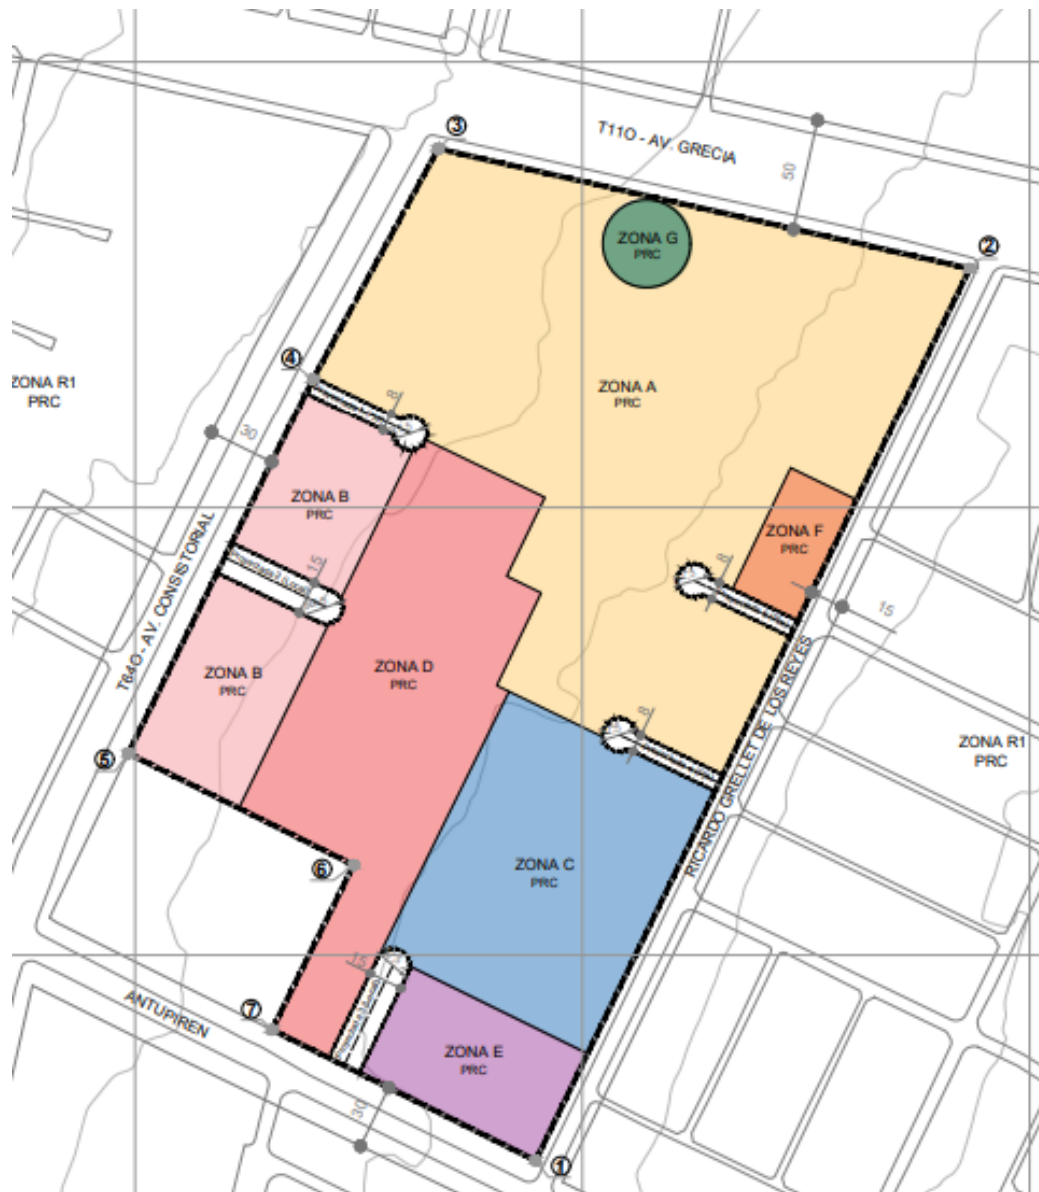 ③
T11O - AV. GRECIA
50
②
ZONA G
PRC
④
ZONA R1
PRC
ZONA A
PRC
8
30
ZONA B
PRC
ZONA F
PRC
15
8
15
T64O - AV. CONSISTORIAL
ZONA B
PRC
ZONA D
PRC
RICARDO GRELLET DE LOS REYES
8
ZONA R1
PRC
⑤
⑥
ZONA C
PRC
15
⑦
ANTUPIREN
ZONA E
PRC
30
①